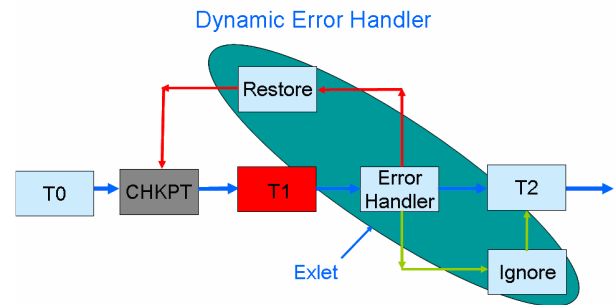 Dynamic Error Handler
Restore
T0
CHKPT
T1
Error
Handler
T2
Exlet
Ignore